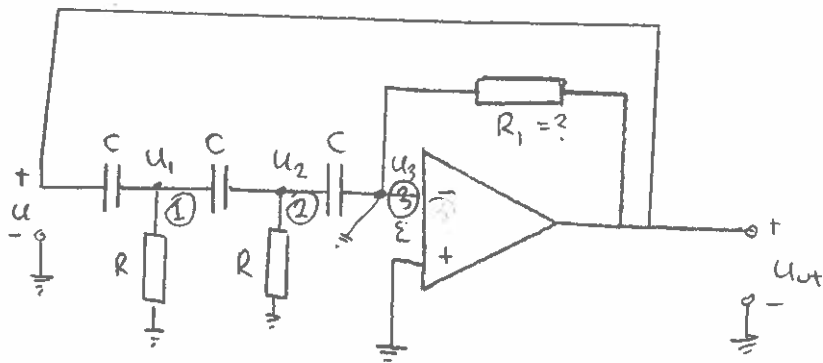 R₁ = ?
C
C
C
U₁
U₂
U₃
+
U
-
①
②
③
-
ε
+
R
R
+
Uut
-